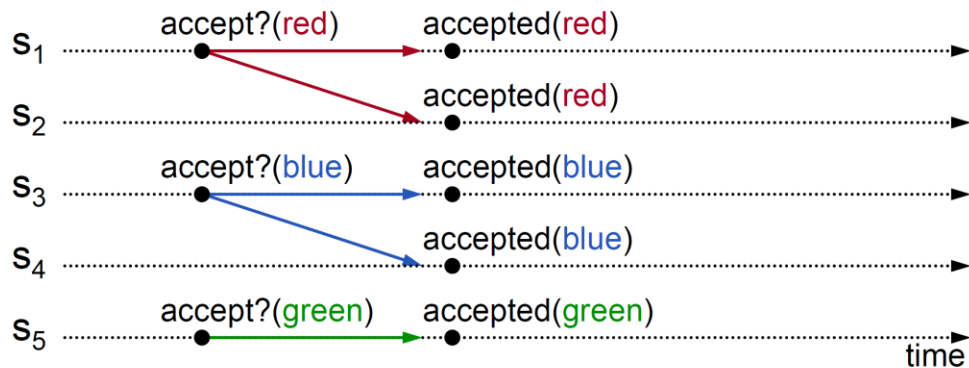 accept?(red) accepted(red)
S1
accepted(red)
S2
accept?(blue) accepted(blue)
S3
accepted(blue)
S4
accept?(green) accepted(green)
S5
time